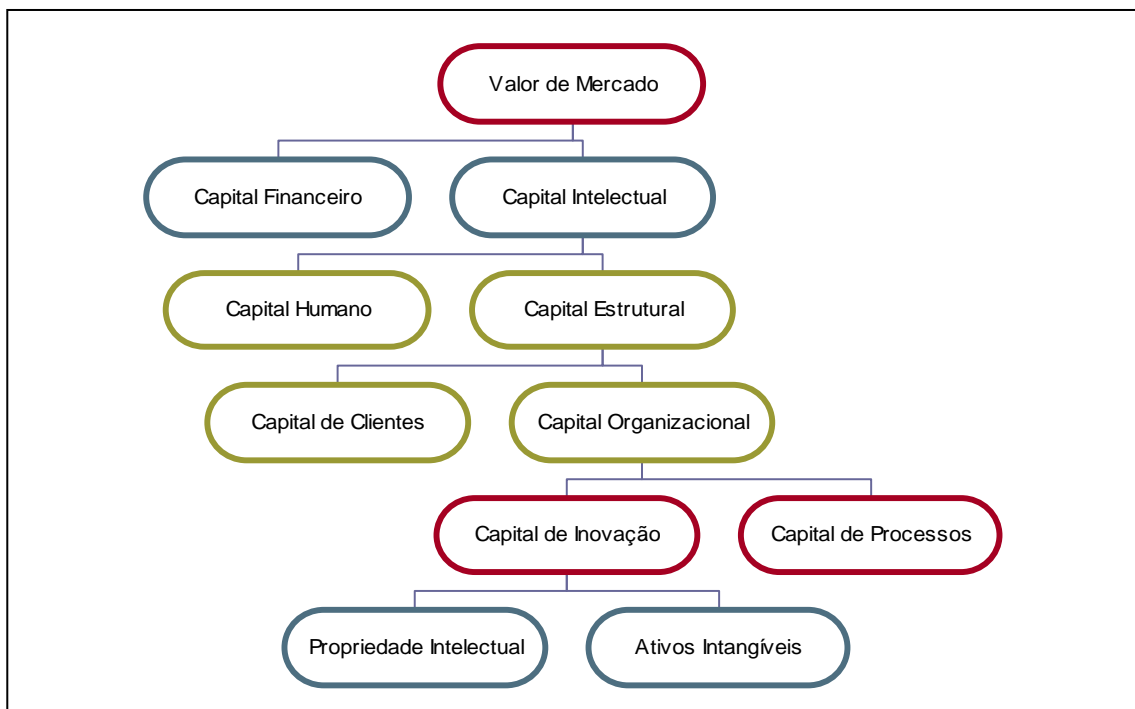 Valor de Mercado
Capital Financeiro
Capital Intelectual
Capital Humano
Capital Estrutural
Capital de Clientes
Capital Organizacional
Capital de Inovação
Capital de Processos
Propriedade Intelectual
Ativos Intangíveis